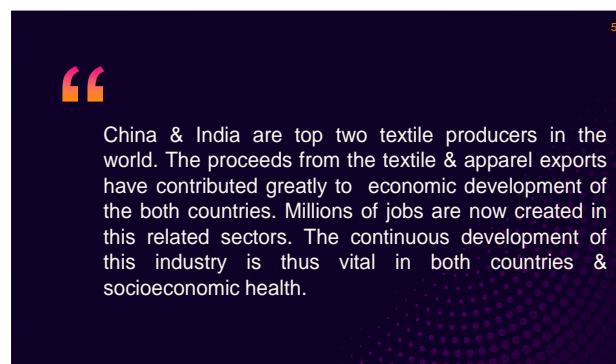 5
“
China & India are top two textile producers in the
world. The proceeds from the textile & apparel exports
have contributed greatly to economic development of
the both countries. Millions of jobs are now created in
this related sectors. The continuous development of
this industry is thus vital in both countries &
socioeconomic health.